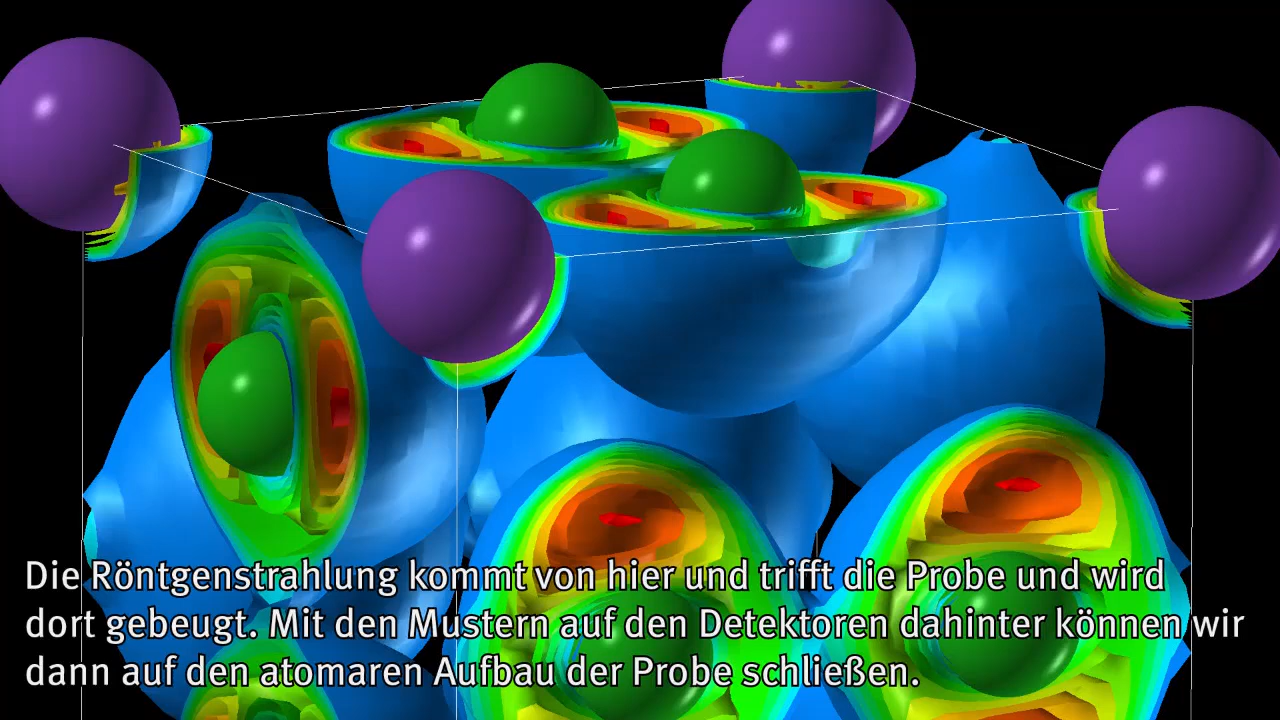 Die Röntgenstrahlung kommt von hier und trifft die Probe und wird
dort gebeugt. Mit den Mustern auf den Detektoren dahinter können wir
dann auf den atomaren Aufbau der Probe schließen.